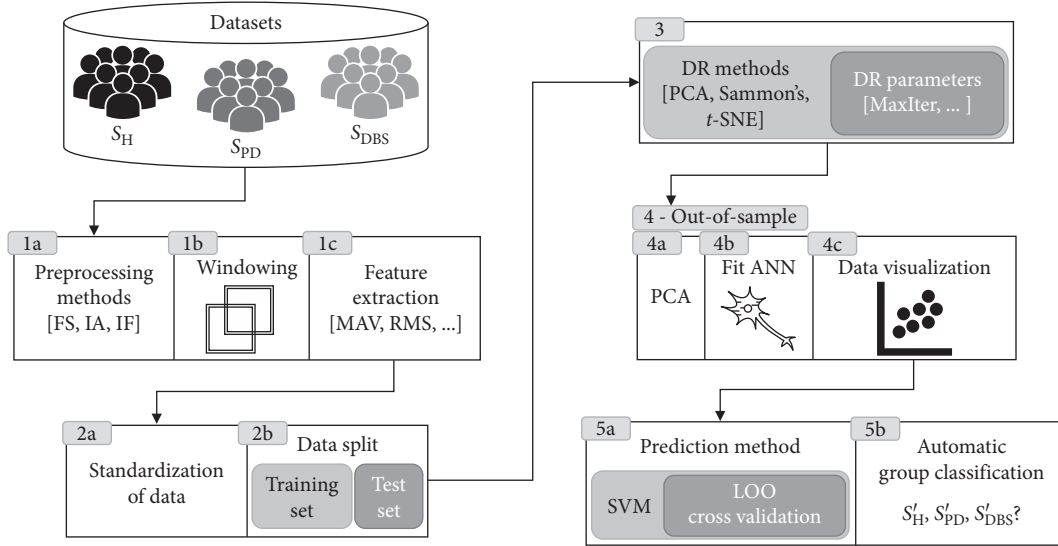 Datasets
S_H
S_PD
S_DBS
1a
Preprocessing
methods
[FS, IA, IF]
1b
Windowing
1c
Feature
extraction
[MAV, RMS, ...]
2a
Standardization
of data
2b
Data split
Training
set
Test
set
3
DR methods
[PCA, Sammon's,
t-SNE]
DR parameters
[MaxIter, ... ]
4 - Out-of-sample
4a
PCA
4b
Fit ANN
4c
Data visualization
5a
Prediction method
SVM
LOO
cross validation
5b
Automatic
group classification
S′_H, S′_PD, S′_DBS?